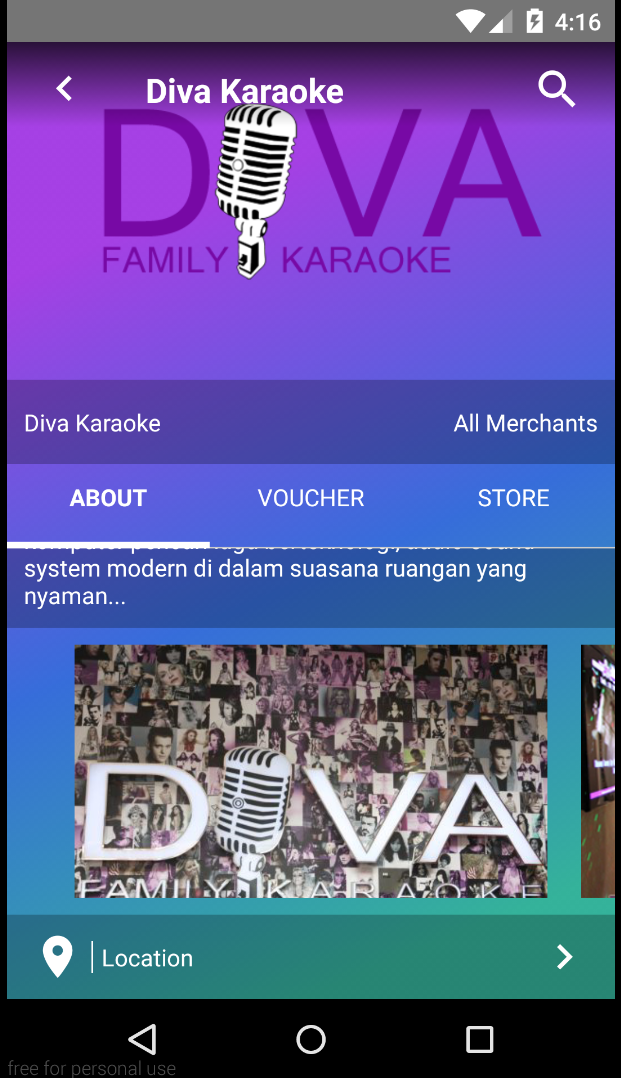 4:16
Diva Karaoke
DIVA
FAMILY KARAOKE
Diva Karaoke
All Merchants
ABOUT
VOUCHER
STORE
system modern di dalam suasana ruangan yang
nyaman...
DIVA
FAMILY KARAOKE
Location
free for personal use